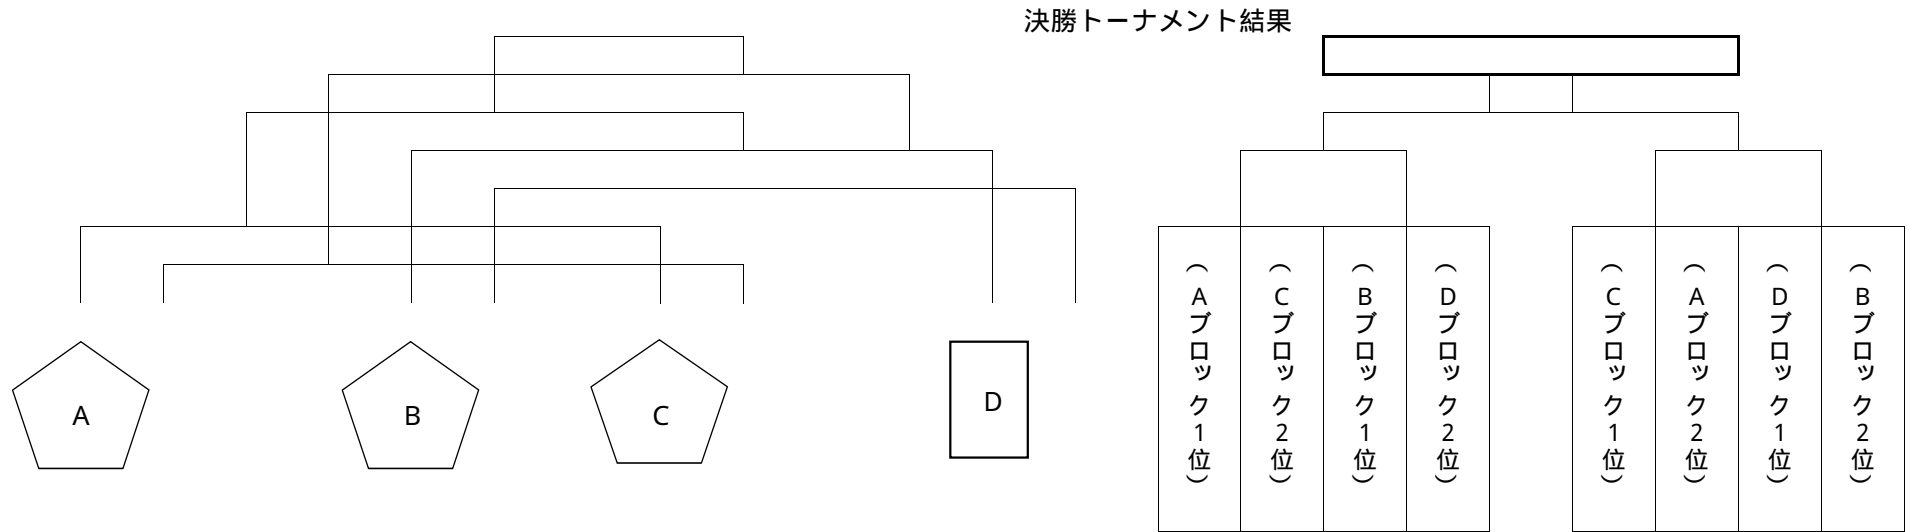 決勝トーナメント結果
A
B
C
D
（Aブロック1位）
（Cブロック2位）
（Bブロック1位）
（Dブロック2位）
（Cブロック1位）
（Aブロック2位）
（Dブロック1位）
（Bブロック2位）